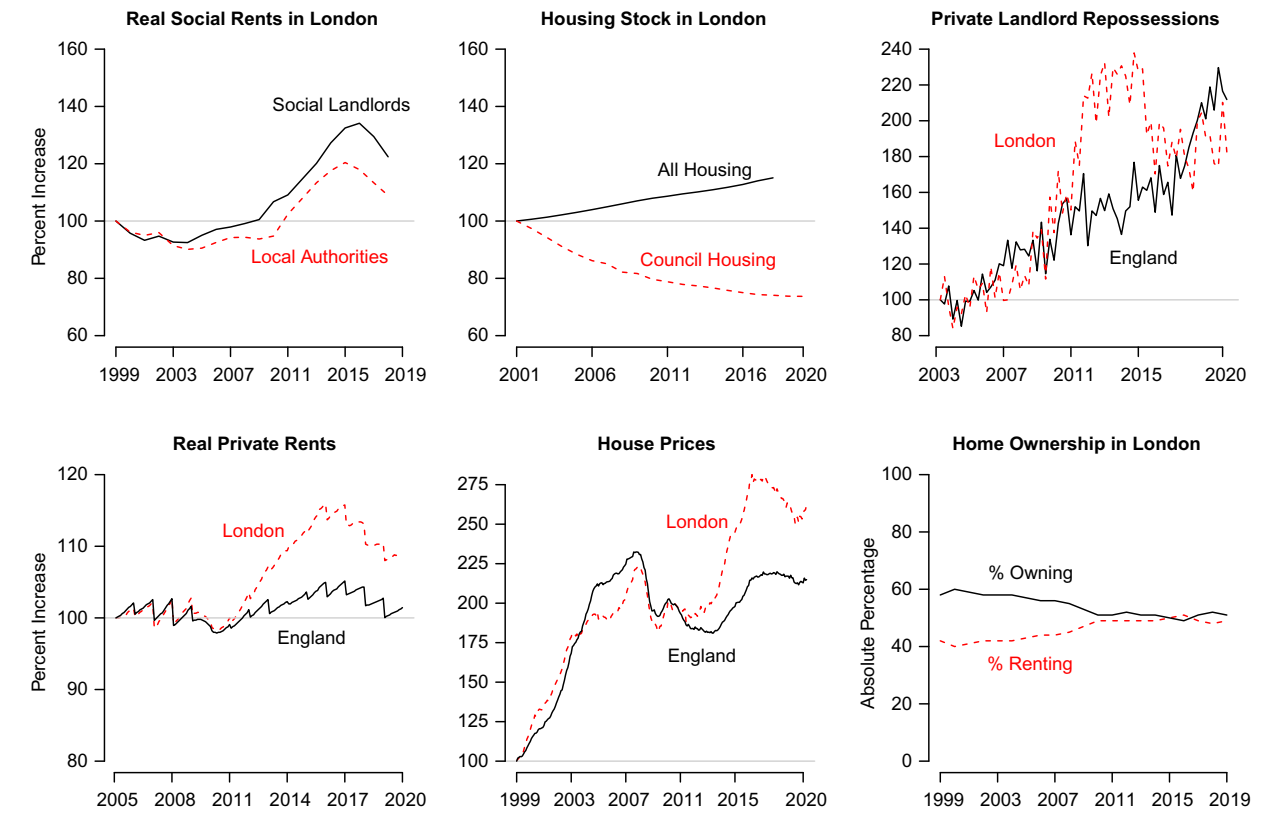 Real Social Rents in London
Percent Increase
160
140
120
100
80
60
Social Landlords
Local Authorities
1999 2003 2007 2011 2015 2019
Housing Stock in London
160
140
120
100
80
60
All Housing
Council Housing
2001 2006 2011 2016 2020
Private Landlord Repossessions
240
220
200
180
160
140
120
100
80
London
England
2003 2007 2011 2015 2020
Real Private Rents
Percent Increase
120
110
100
90
80
London
England
2005 2008 2011 2014 2017 2020
House Prices
275
250
225
200
175
150
125
100
London
England
1999 2003 2007 2011 2015 2020
Home Ownership in London
Absolute Percentage
100
80
60
40
20
0
% Owning
% Renting
1999 2003 2007 2011 2015 2019